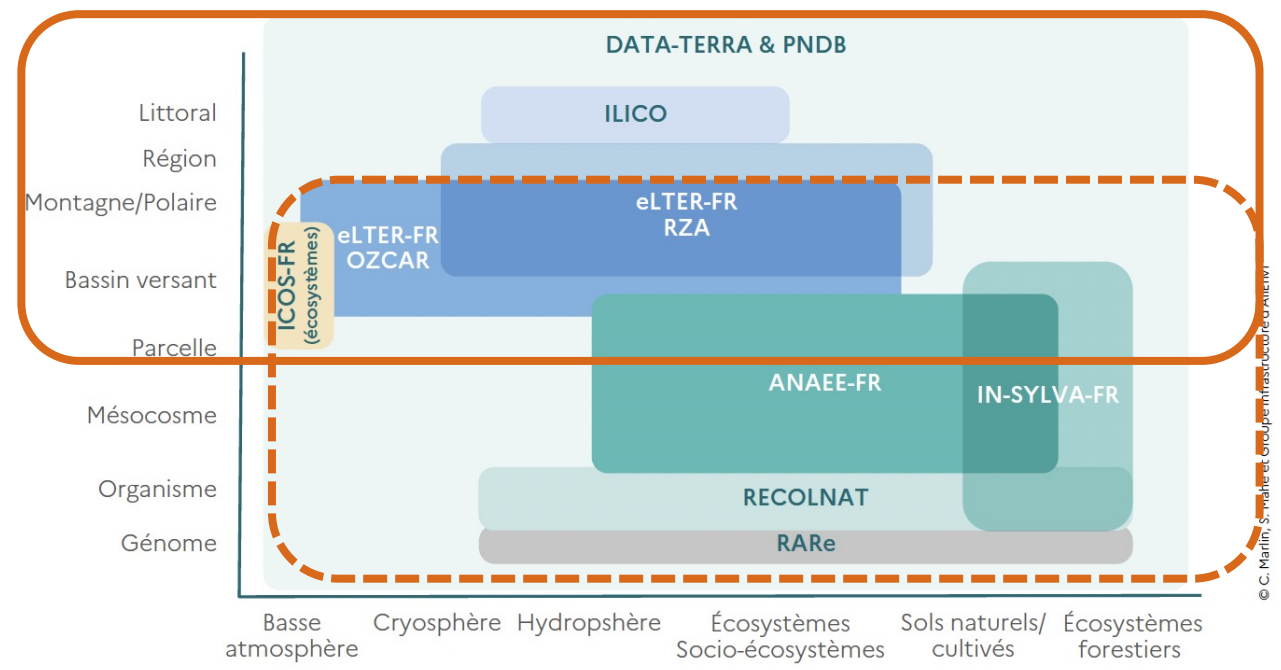 DATA-TERRA & PNDB
Littoral
ILICO
Région
Montagne/Polaire
eLTER-FR
RZA
eLTER-FR
OZCAR
ICOS-FR
(écosystèmes)
Bassin versant
Parcelle
ANAEE-FR
IN-SYLVA-FR
Mésocosme
Organisme
RECOLNAT
Génome
RARe
Basse
atmosphère
Cryosphère
Hydropshère
Écosystèmes
Socio-écosystèmes
Sols naturels/
cultivés
Écosystèmes
forestiers
© C. Marlin, S. Mahé et Groupe Infrastructure d'AllEnvi